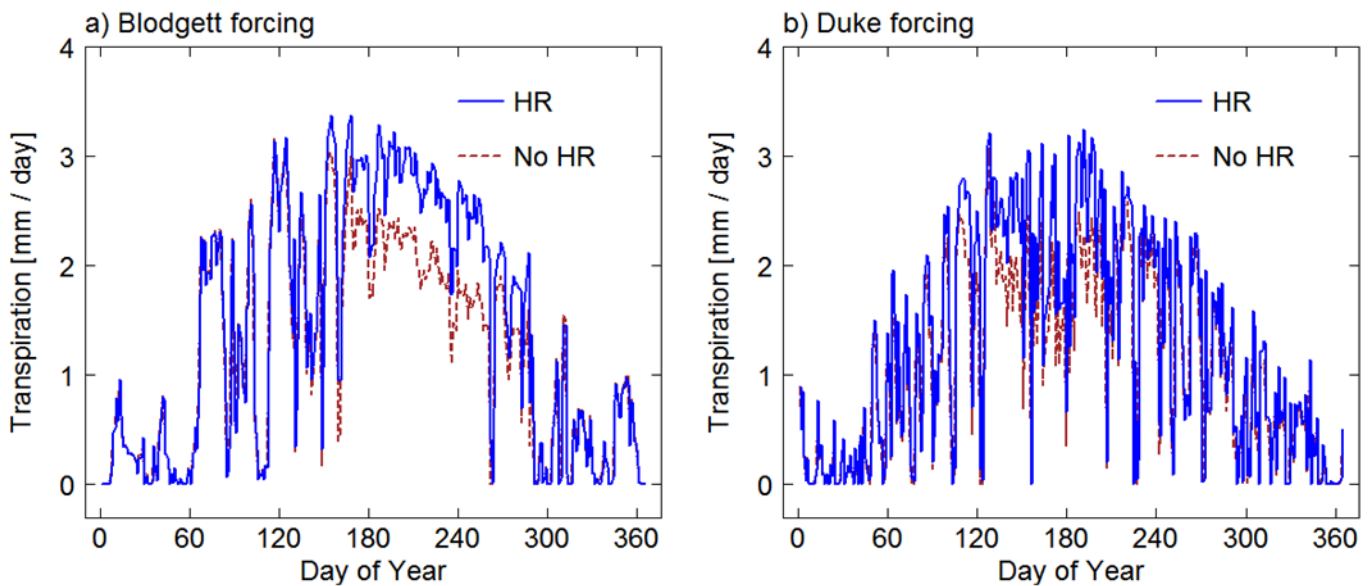 a) Blodgett forcing
4
3
2
1
0
Transpiration [mm / day]
HR
No HR
0 60 120 180 240 300 360
Day of Year
b) Duke forcing
4
3
2
1
0
Transpiration [mm / day]
HR
No HR
0 60 120 180 240 300 360
Day of Year